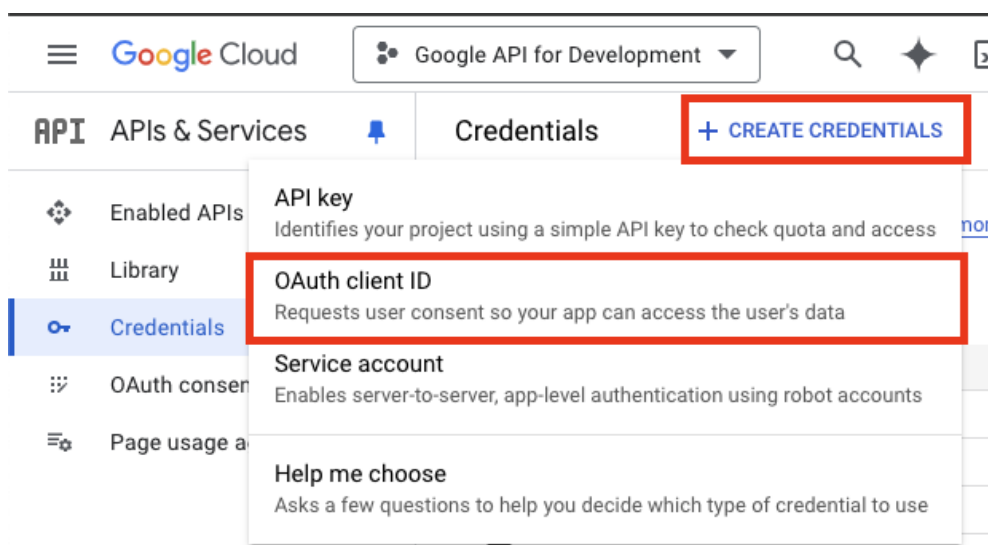 Google Cloud
Google API for Development
API APIs & Services
Credentials
+ CREATE CREDENTIALS
Enabled APIs
Library
Credentials
OAuth
Page usage
API key
Identifies your project using a simple API key to check quota and access
OAuth client ID
Requests user consent so your app can access the user's data
Service account
Enables server-to-server, app-level authentication using robot accounts
Help me choose
Asks a few questions to help you decide which type of credential to use